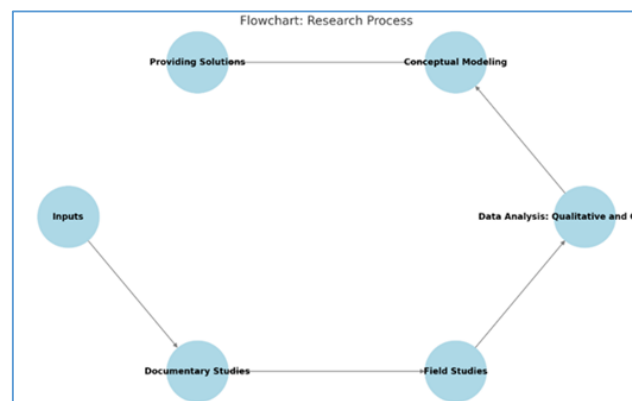 Flowchart: Research Process
Providing Solutions
Conceptual Modeling
Inputs
Data Analysis: Qualitative and
Documentary Studies
Field Studies